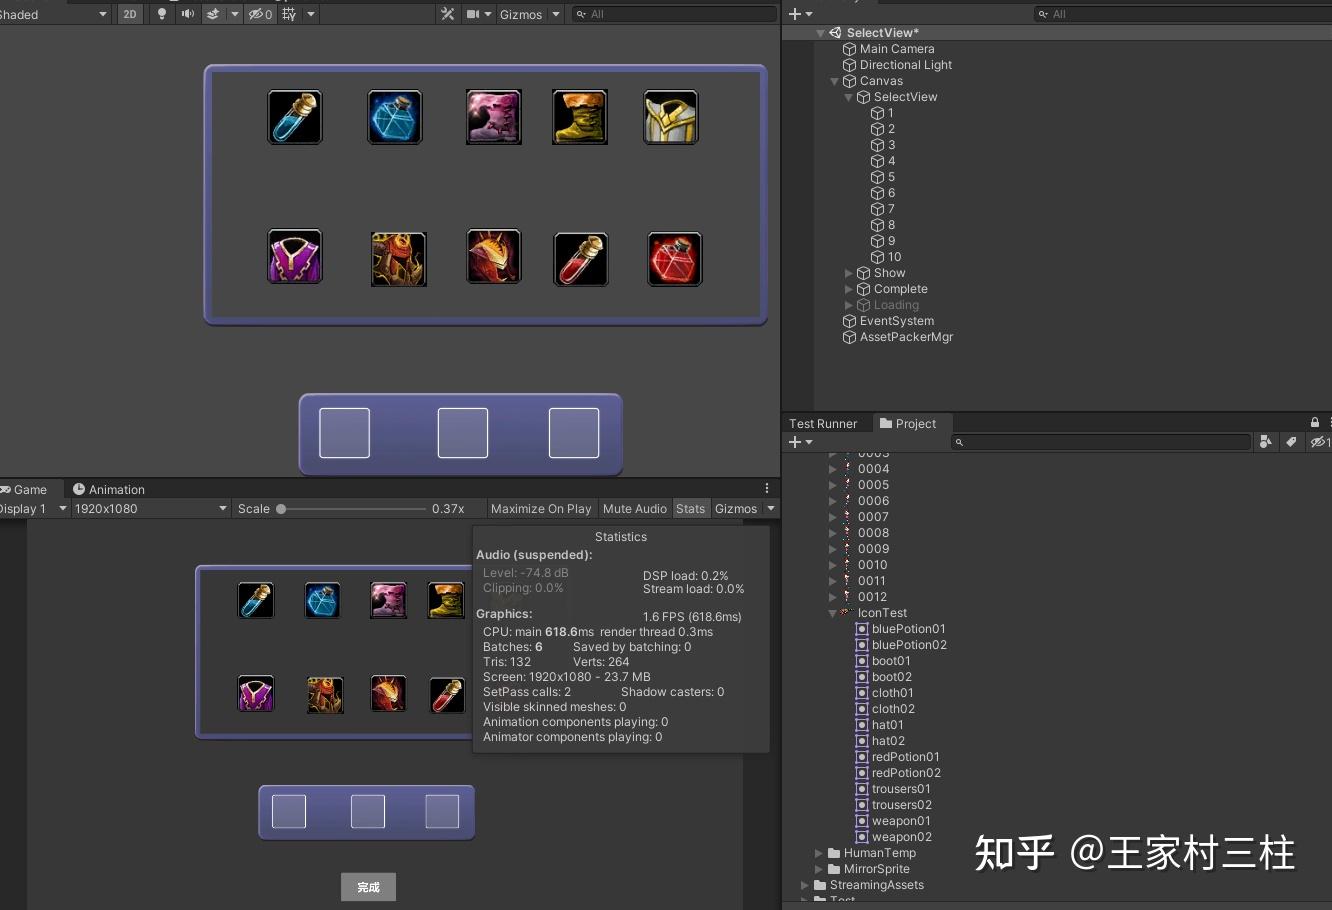 Shaded 2D 0 Gizmos All
All
SelectView*
Main Camera
Directional Light
Canvas
SelectView
1
2
3
4
5
6
7
8
9
10
Show
Complete
Loading
EventSystem
AssetPackerMgr
Game Animation
Display 1 1920x1080 Scale 0.37x Maximize On Play Mute Audio Stats Gizmos
Statistics
Audio (suspended):
Level: -74.8 dB DSP load: 0.2%
Clipping: 0.0% Stream load: 0.0%
Graphics: 1.6 FPS (618.6ms)
CPU: main 618.6ms render thread 0.3ms
Batches: 6 Saved by batching: 0
Tris: 132 Verts: 264
Screen: 1920x1080 - 23.7 MB
SetPass calls: 2 Shadow casters: 0
Visible skinned meshes: 0
Animation components playing: 0
Animator components playing: 0
完成
Test Runner Project
1
0003
0004
0005
0006
0007
0008
0009
0010
0011
0012
IconTest
bluePotion01
bluePotion02
boot01
boot02
cloth01
cloth02
hat01
hat02
redPotion01
redPotion02
trousers01
trousers02
weapon01
weapon02
HumanTemp
MirrorSprite
StreamingAssets
Test
知乎 @王家村三柱